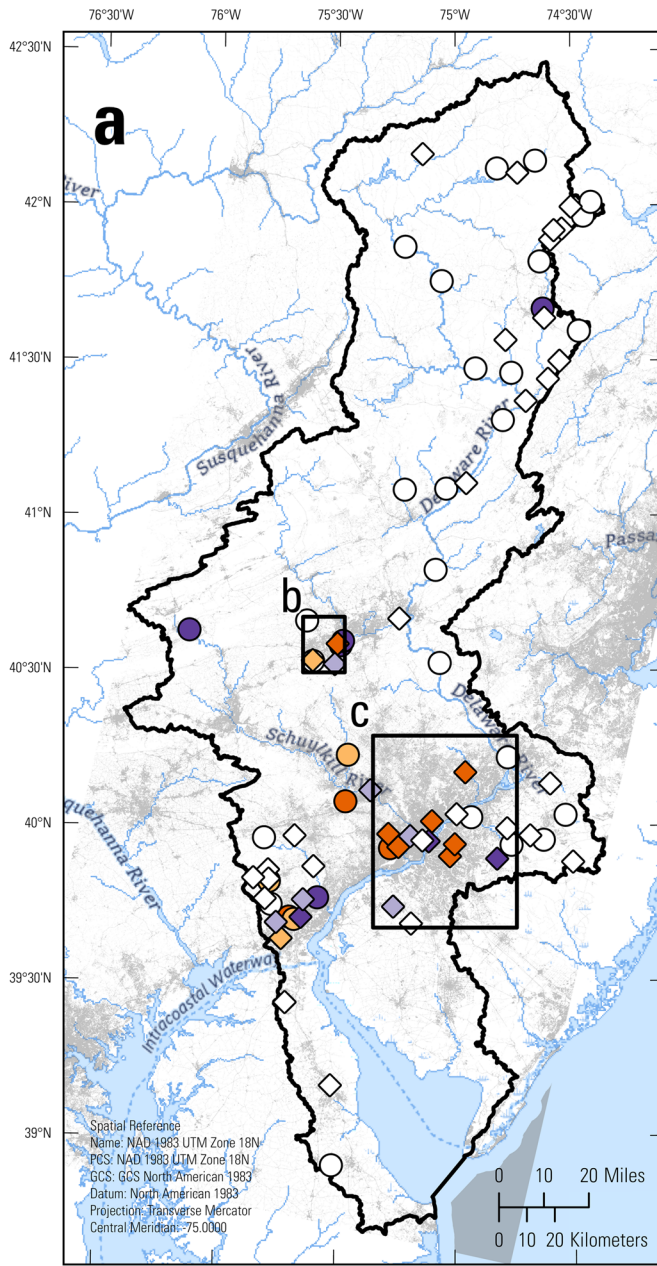 76°30'W 76°W 75°30'W 75°W 74°30'W
42°30'N
a
River
42°N
41°30'N
Susquehanna River
Delaware River
41°N
Passa
b
40°30'N
Delaware River
c
Schuylkill River
quehanna River
40°N
39°30'N
Intracoastal Waterwa
39°N
Spatial Reference
Name: NAD 1983 UTM Zone 18N
PCS: NAD 1983 UTM Zone 18N
GCS: GCS North American 1983
Datum: North American 1983
Projection: Transverse Mercator
Central Meridian: -75.0000
0 10 20 Miles
0 10 20 Kilometers